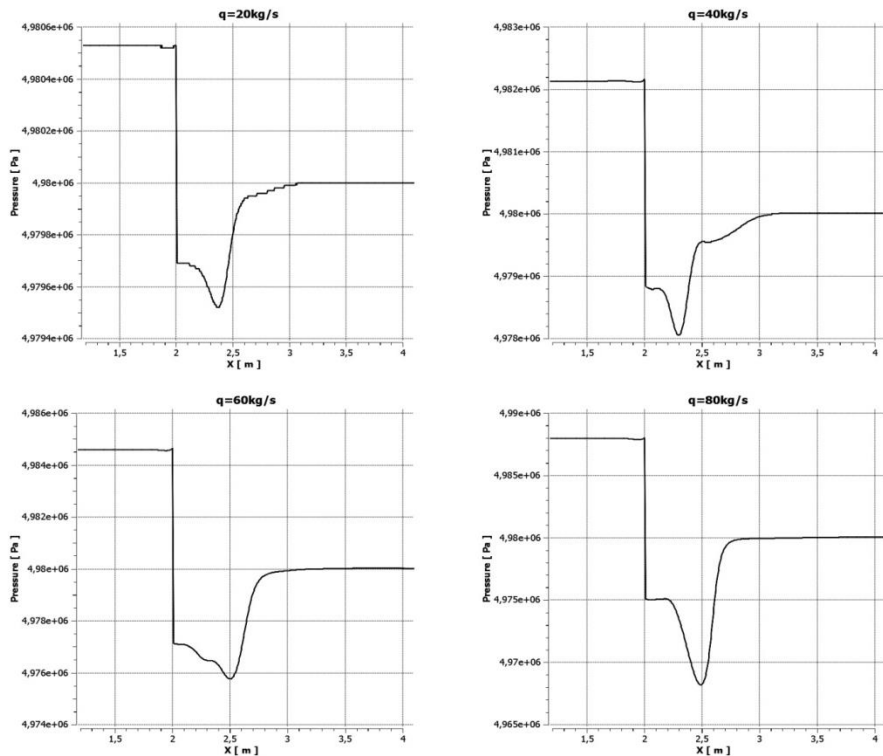 q=20kg/s
4,9806e+06
4,9804e+06
4,9802e+06
4,98e+06
4,9798e+06
4,9796e+06
4,9794e+06
Pressure [ Pa ]
1,5
2
2,5
3
3,5
4
X [ m ]
q=40kg/s
4,983e+06
4,982e+06
4,981e+06
4,98e+06
4,979e+06
4,978e+06
Pressure [ Pa ]
1,5
2
2,5
3
3,5
4
X [ m ]
q=60kg/s
4,986e+06
4,984e+06
4,982e+06
4,98e+06
4,978e+06
4,976e+06
4,974e+06
Pressure [ Pa ]
1,5
2
2,5
3
3,5
4
X [ m ]
q=80kg/s
4,99e+06
4,985e+06
4,98e+06
4,975e+06
4,97e+06
4,965e+06
Pressure [ Pa ]
1,5
2
2,5
3
3,5
4
X [ m ]